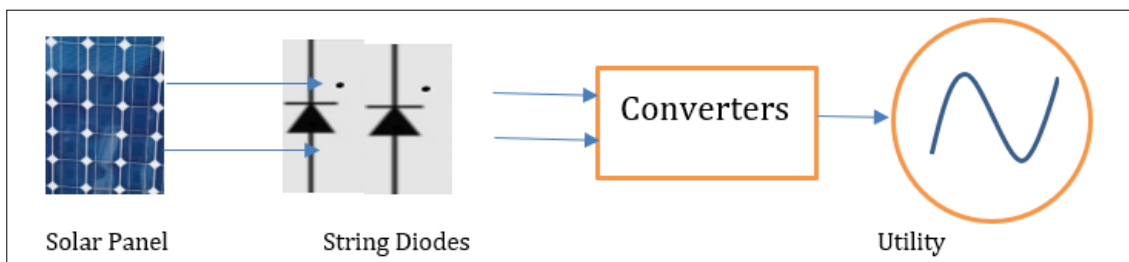 Converters
Solar Panel
String Diodes
Utility